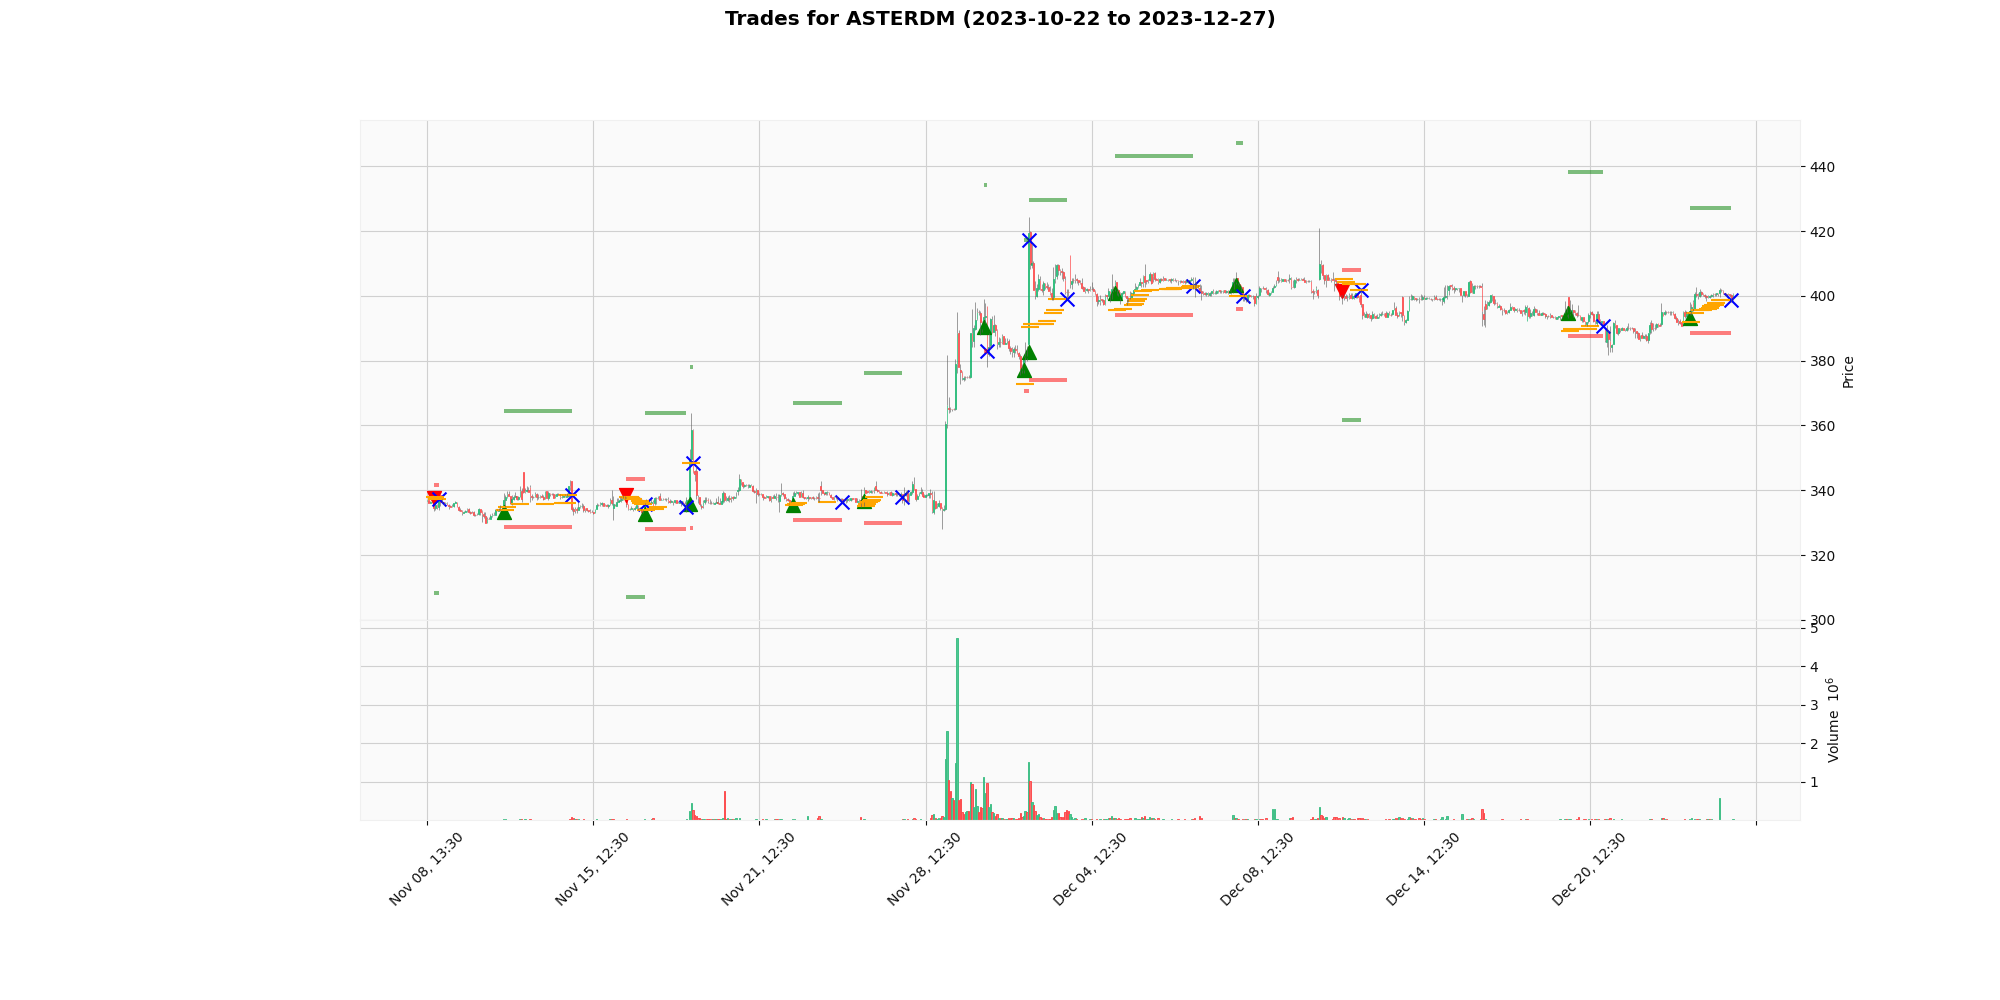 Trades for ASTERDM (2023-10-22 to 2023-12-27)
440
420
400
380
360
340
320
300
Price
5
4
3
2
1
Volume 10⁶
Nov 08, 13:30
Nov 15, 12:30
Nov 21, 12:30
Nov 28, 12:30
Dec 04, 12:30
Dec 08, 12:30
Dec 14, 12:30
Dec 20, 12:30